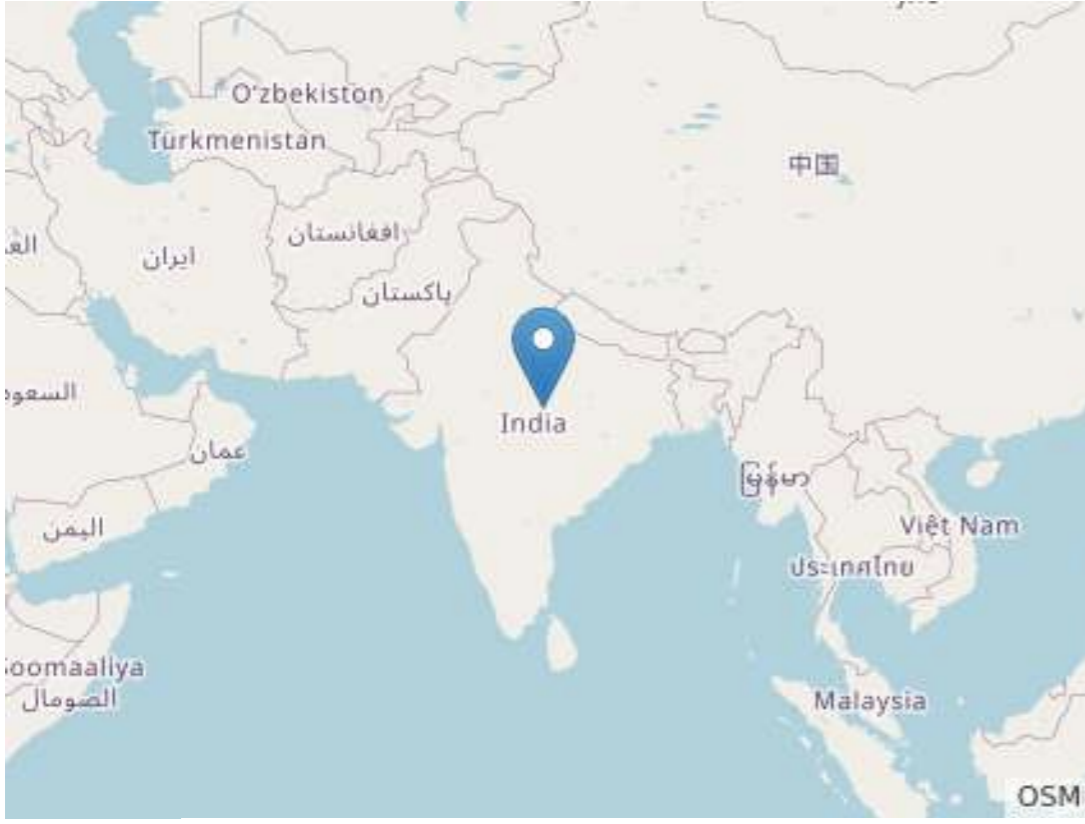 O'zbekiston
Türkmenistan
中国
افغانستان
ایران
پاکستان
السعود
India
عمان
မြန်မာ
اليمن
Việt Nam
ประเทศไทย
Soomaaliya
الصومال
Malaysia
OSM